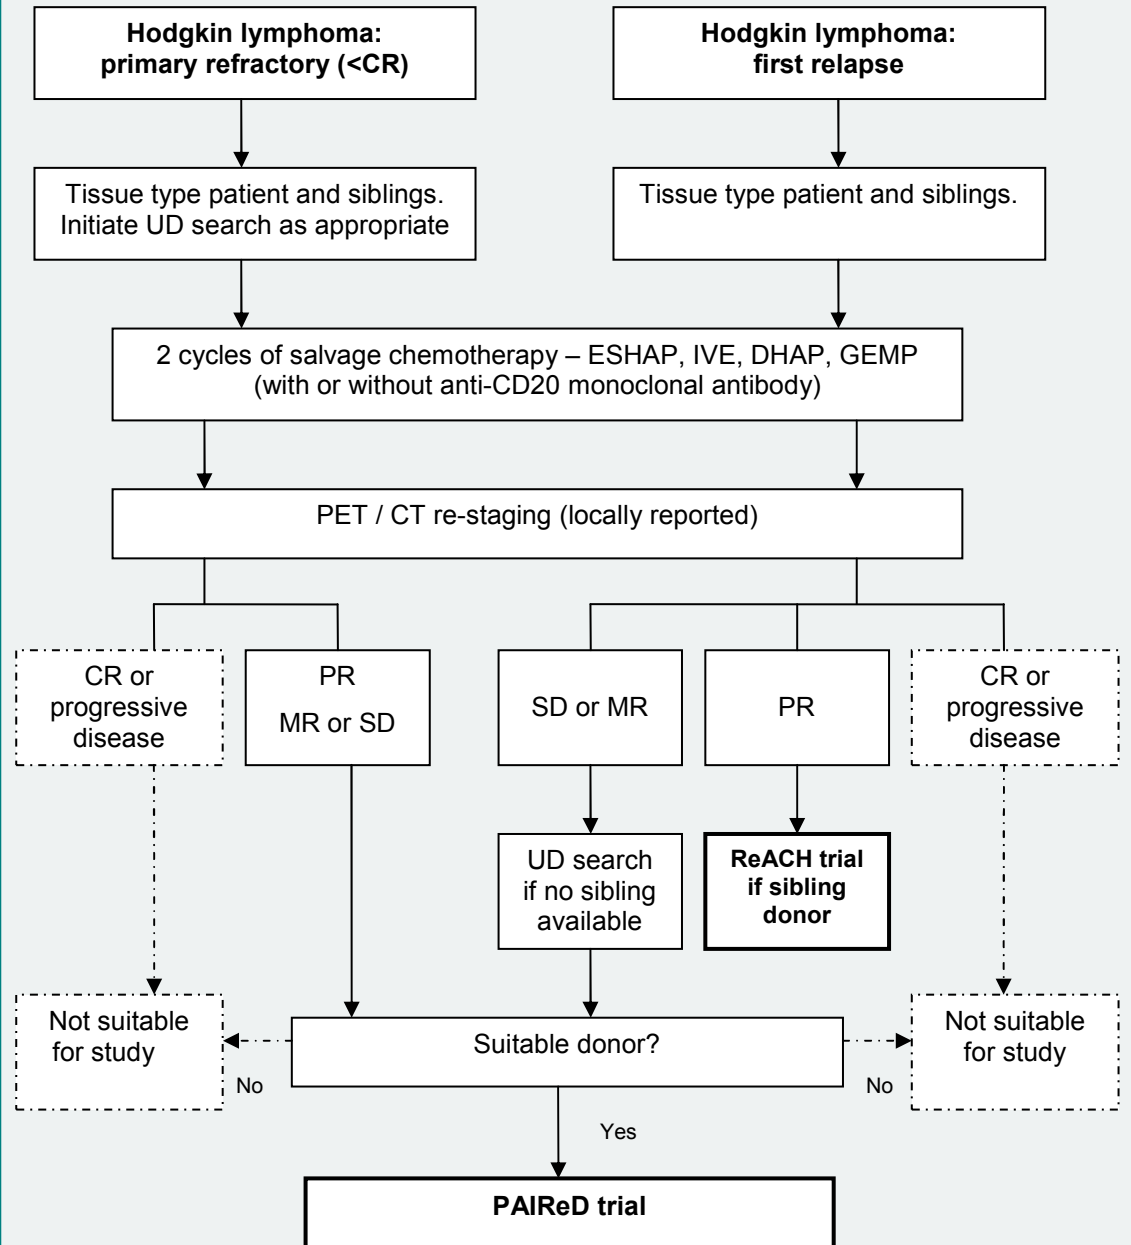 Hodgkin lymphoma:
primary refractory (<CR)
Hodgkin lymphoma:
first relapse
Tissue type patient and siblings.
Initiate UD search as appropriate
Tissue type patient and siblings.
2 cycles of salvage chemotherapy – ESHAP, IVE, DHAP, GEMP
(with or without anti-CD20 monoclonal antibody)
PET / CT re-staging (locally reported)
CR or
progressive
disease
PR
MR or SD
SD or MR
PR
CR or
progressive
disease
UD search
if no sibling
available
ReACH trial
if sibling
donor
Not suitable
for study
Suitable donor?
Not suitable
for study
No
No
Yes
PAIReD trial